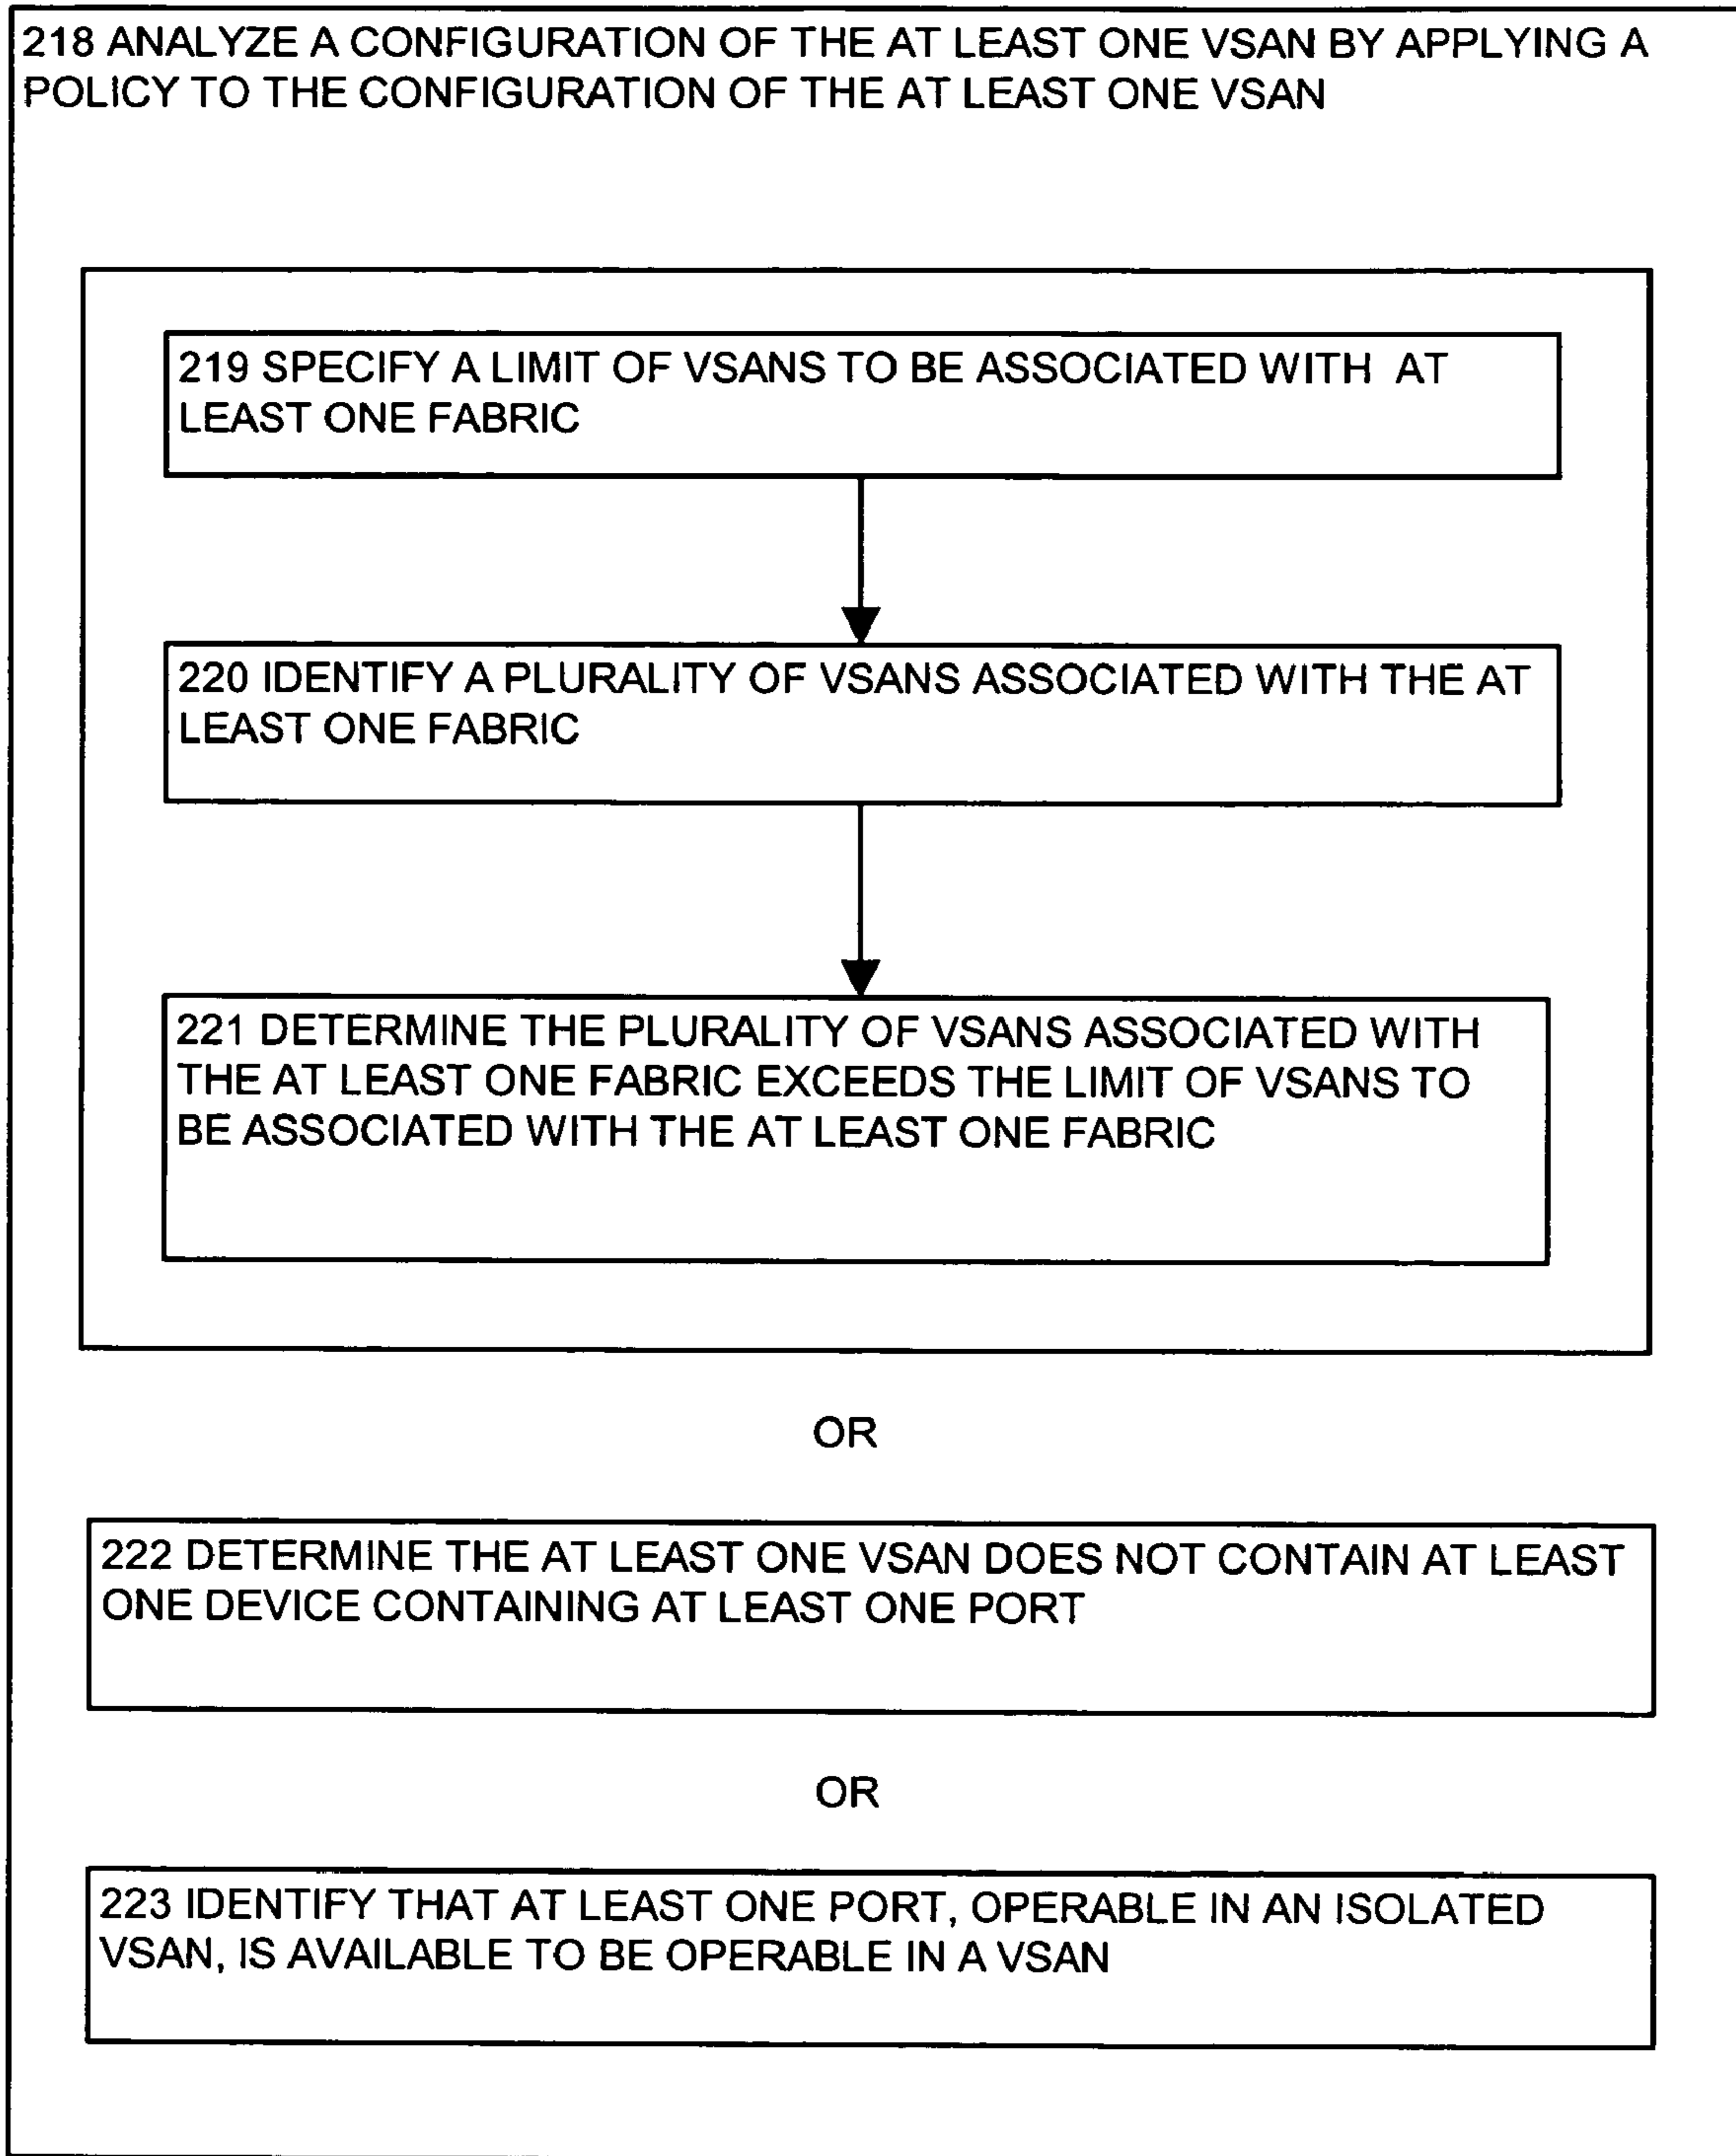 218 ANALYZE A CONFIGURATION OF THE AT LEAST ONE VSAN BY APPLYING A
POLICY TO THE CONFIGURATION OF THE AT LEAST ONE VSAN
219 SPECIFY A LIMIT OF VSANS TO BE ASSOCIATED WITH AT
LEAST ONE FABRIC
220 IDENTIFY A PLURALITY OF VSANS ASSOCIATED WITH THE AT
LEAST ONE FABRIC
221 DETERMINE THE PLURALITY OF VSANS ASSOCIATED WITH
THE AT LEAST ONE FABRIC EXCEEDS THE LIMIT OF VSANS TO
BE ASSOCIATED WITH THE AT LEAST ONE FABRIC
OR
222 DETERMINE THE AT LEAST ONE VSAN DOES NOT CONTAIN AT LEAST
ONE DEVICE CONTAINING AT LEAST ONE PORT
OR
223 IDENTIFY THAT AT LEAST ONE PORT, OPERABLE IN AN ISOLATED
VSAN, IS AVAILABLE TO BE OPERABLE IN A VSAN